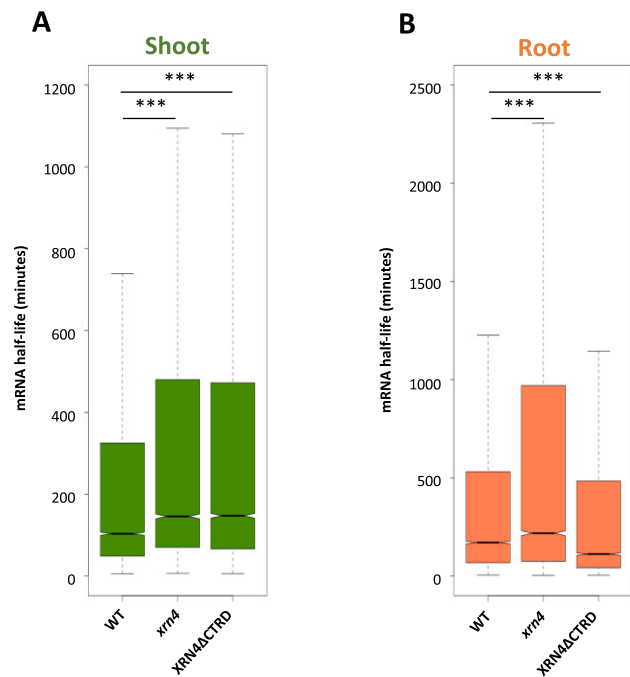 A
Shoot
***
***
1200
1000
800
600
400
200
0
mRNA half-life (minutes)
WT
xrn4
XRN4ΔCTRD
B
Root
***
***
2500
2000
1500
1000
500
0
mRNA half-life (minutes)
WT
xrn4
XRN4ΔCTRD